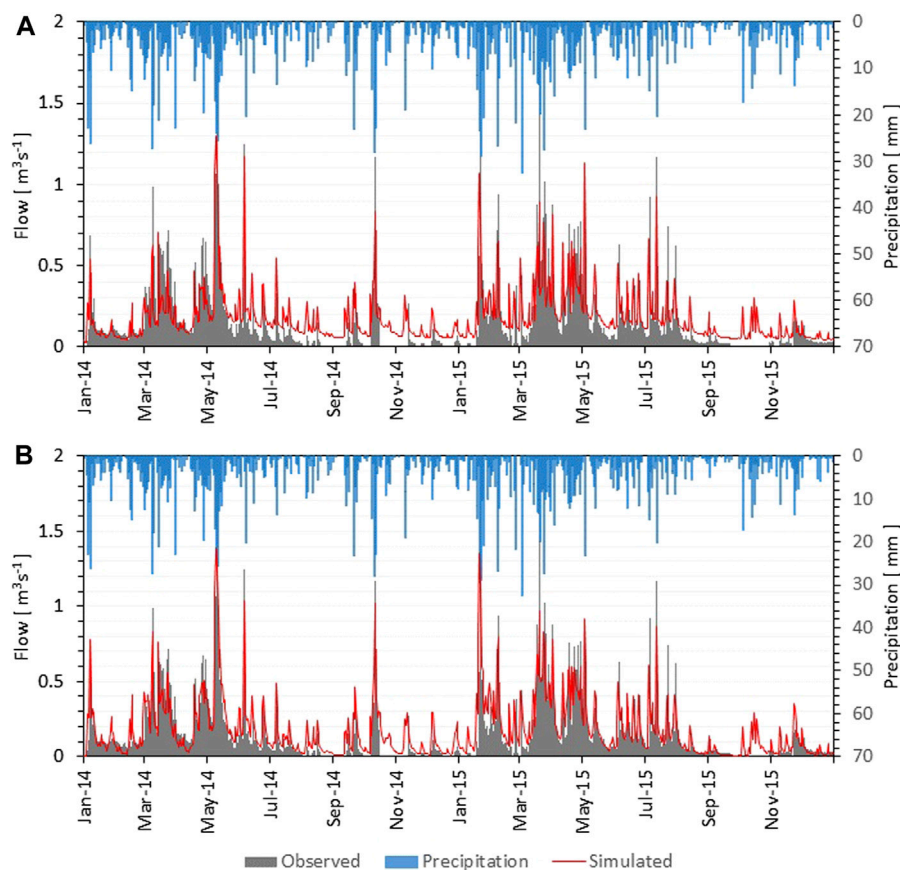 A
Flow [ m³s⁻¹ ]
2
1.5
1
0.5
0
0
10
20
30
40
50
60
70
Precipitation [ mm ]
Jan-14
Mar-14
May-14
Jul-14
Sep-14
Nov-14
Jan-15
Mar-15
May-15
Jul-15
Sep-15
Nov-15
B
Flow [ m³s⁻¹ ]
2
1.5
1
0.5
0
0
10
20
30
40
50
60
70
Precipitation [ mm ]
Jan-14
Mar-14
May-14
Jul-14
Sep-14
Nov-14
Jan-15
Mar-15
May-15
Jul-15
Sep-15
Nov-15
Observed Precipitation Simulated